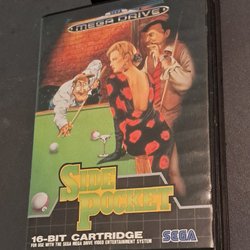 SEGA
MEGA DRIVE
SIDE
POCKET
16-BIT CARTRIDGE
FOR USE WITH THE SEGA MEGA DRIVE VIDEO ENTERTAINMENT SYSTEM
SEGA